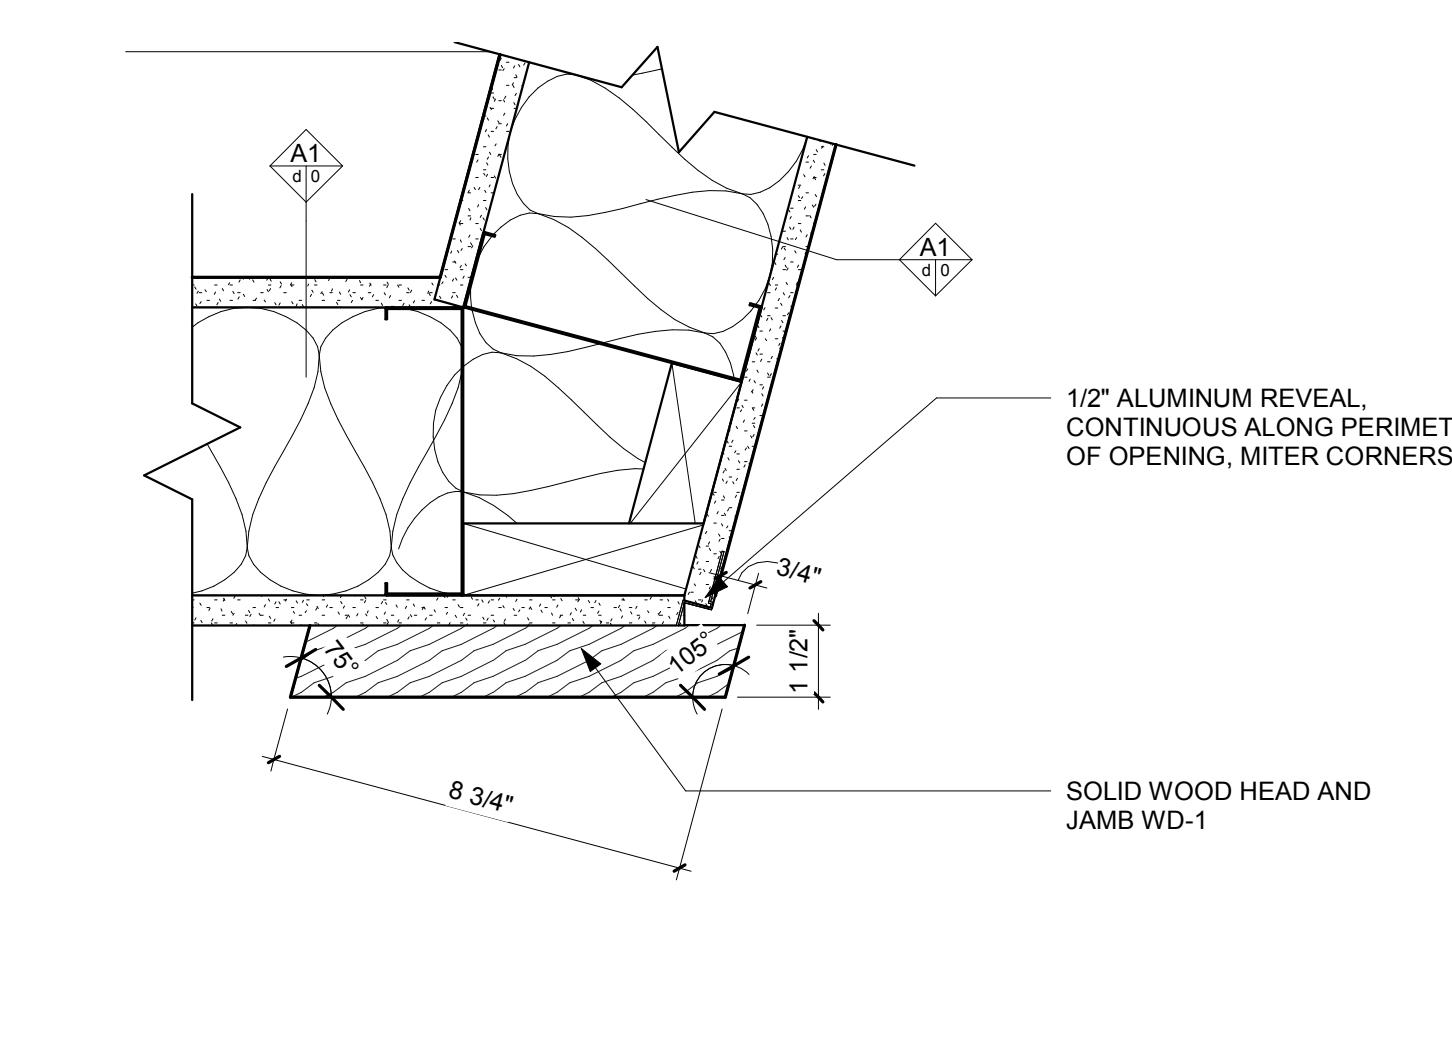 A1
d 0
A1
d 0
1/2" ALUMINUM REVEAL,
CONTINUOUS ALONG PERIMET
OF OPENING, MITER CORNERS
3/4"
75°
105°
1 1/2"
8 3/4"
SOLID WOOD HEAD AND
JAMB WD-1